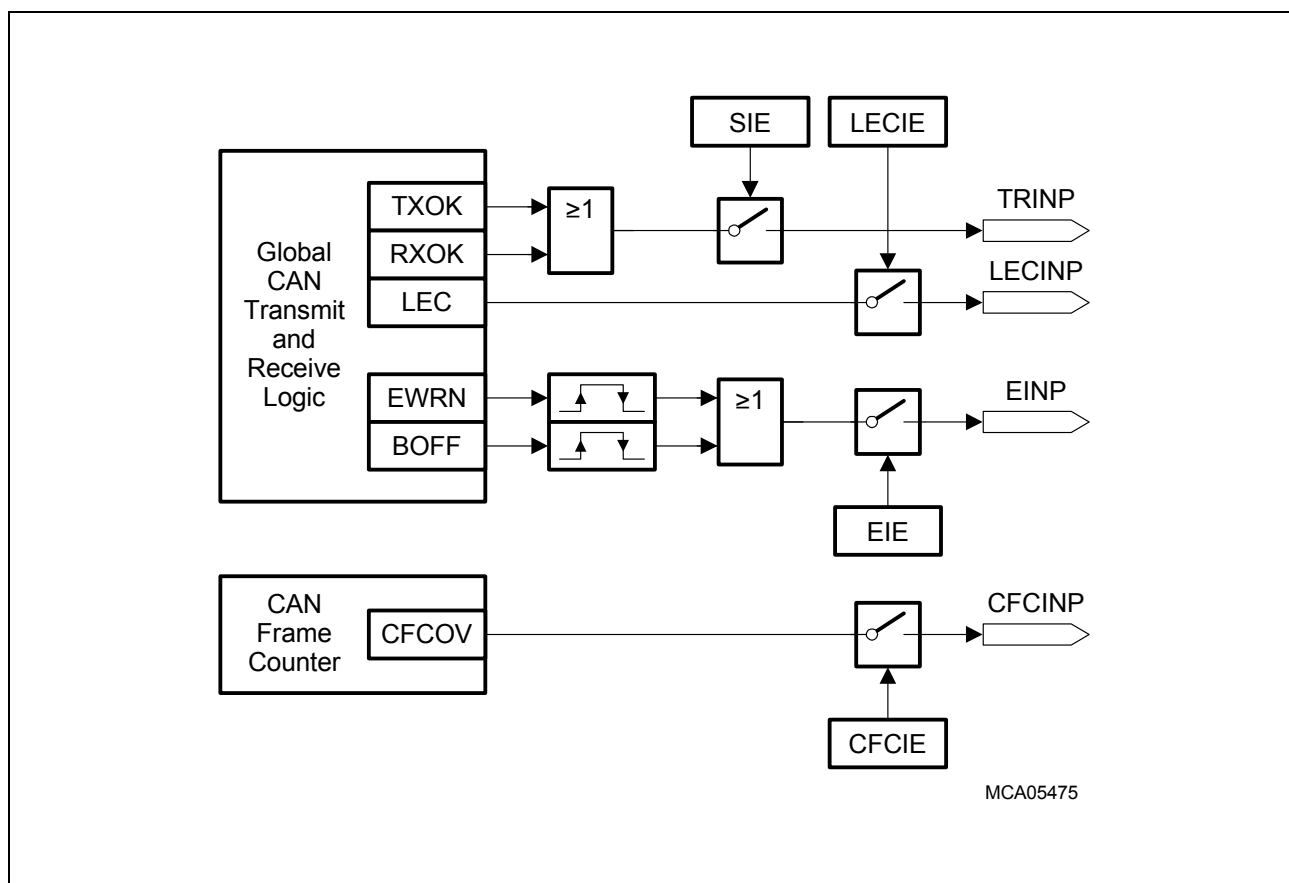 SIE
LECIE
Global
CAN
Transmit
and
Receive
Logic
TXOK
RXOK
LEC
EWRN
BOFF
≥1
≥1
TRINP
LECINP
EINP
EIE
CAN
Frame
Counter
CFCOV
CFCINP
CFCIE
MCA05475